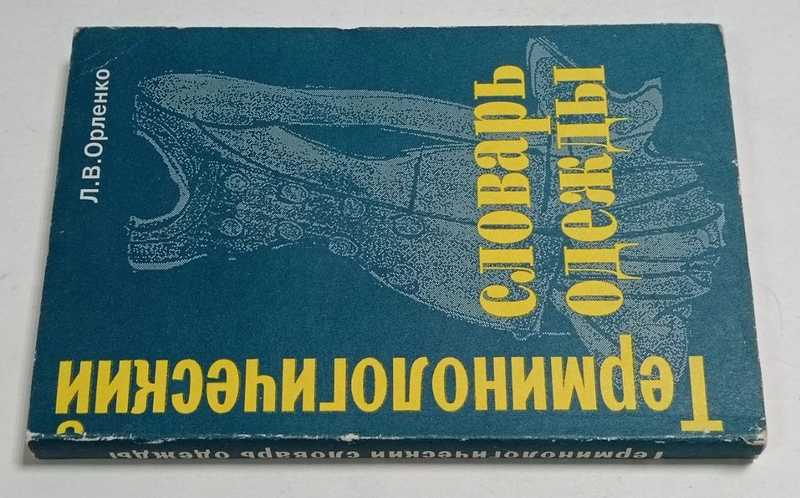 Л.В.Орленко
Терминологический
словарь
одежды
Терминологический словарь одежды